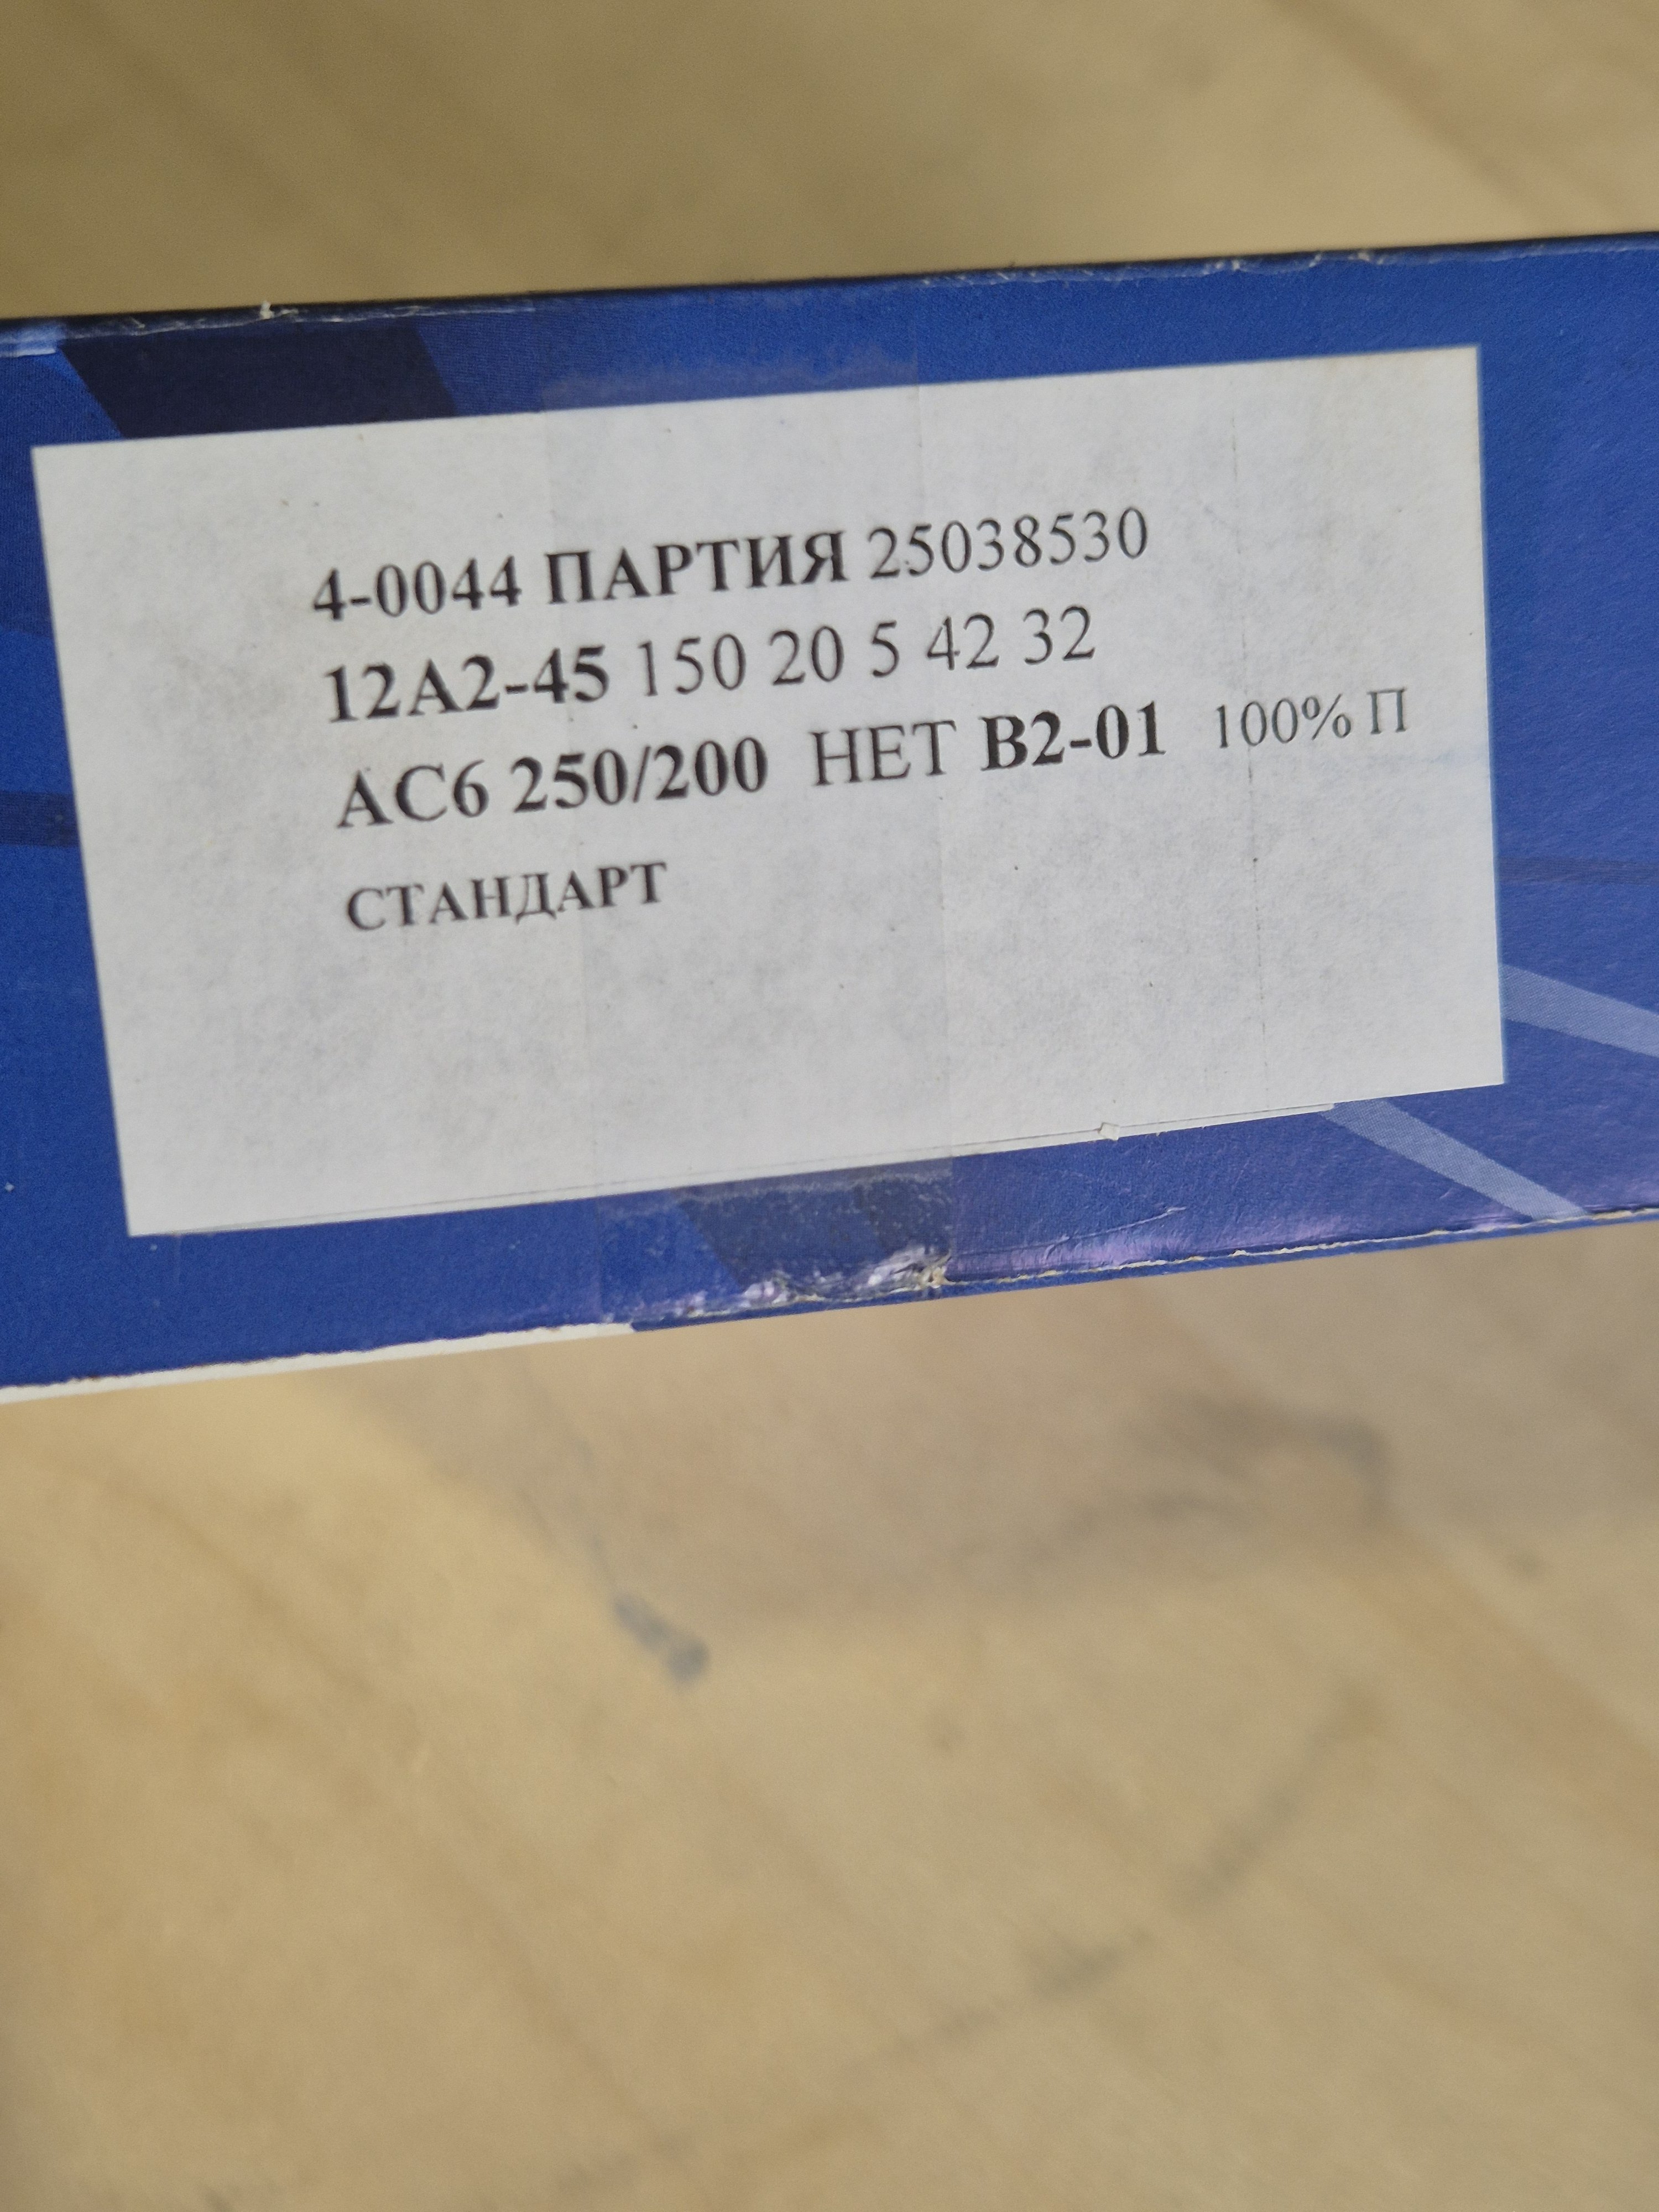 4-0044 ПАРТИЯ 25038530
12А2-45 150 20 5 42 32
АС6 250/200 НЕТ В2-01 100% П
СТАНДАРТ